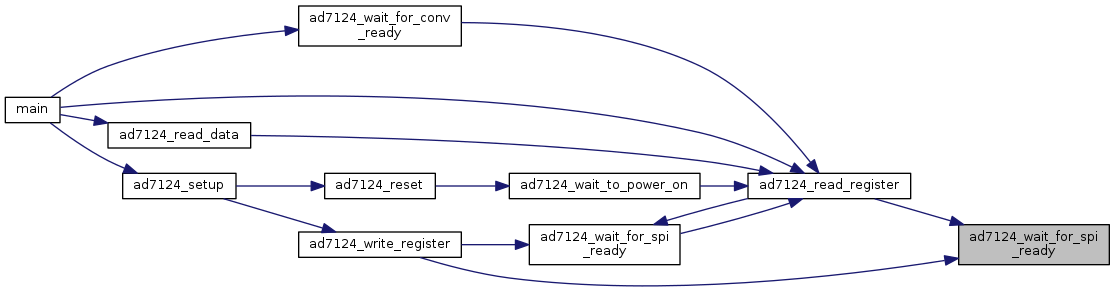 ad7124_wait_for_conv
_ready
main
ad7124_read_data
ad7124_setup
ad7124_reset
ad7124_wait_to_power_on
ad7124_read_register
ad7124_write_register
ad7124_wait_for_spi
_ready
ad7124_wait_for_spi
_ready